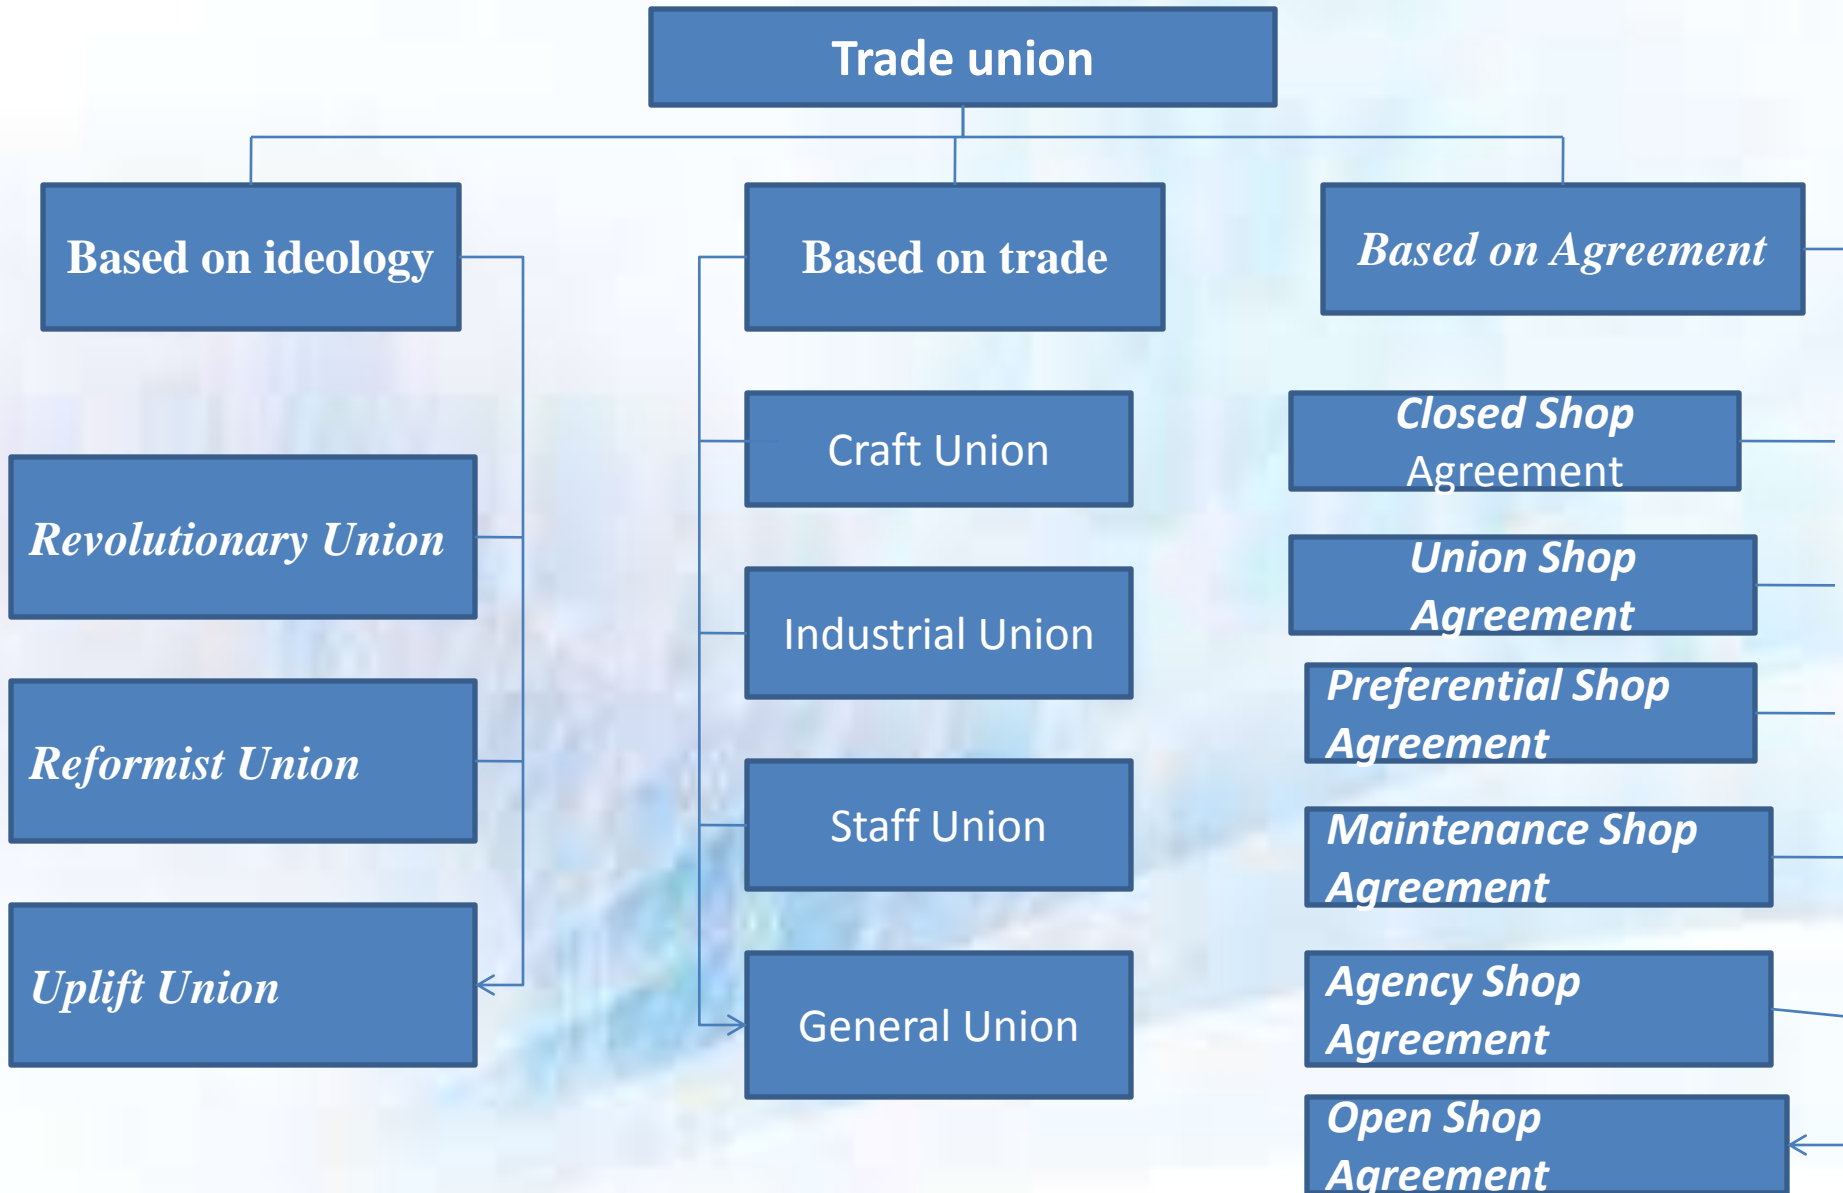 Trade union
Based on ideology
Revolutionary Union
Reformist Union
Uplift Union
Based on trade
Craft Union
Industrial Union
Staff Union
General Union
Based on Agreement
Closed Shop
Agreement
Union Shop
Agreement
Preferential Shop
Agreement
Maintenance Shop
Agreement
Agency Shop
Agreement
Open Shop
Agreement